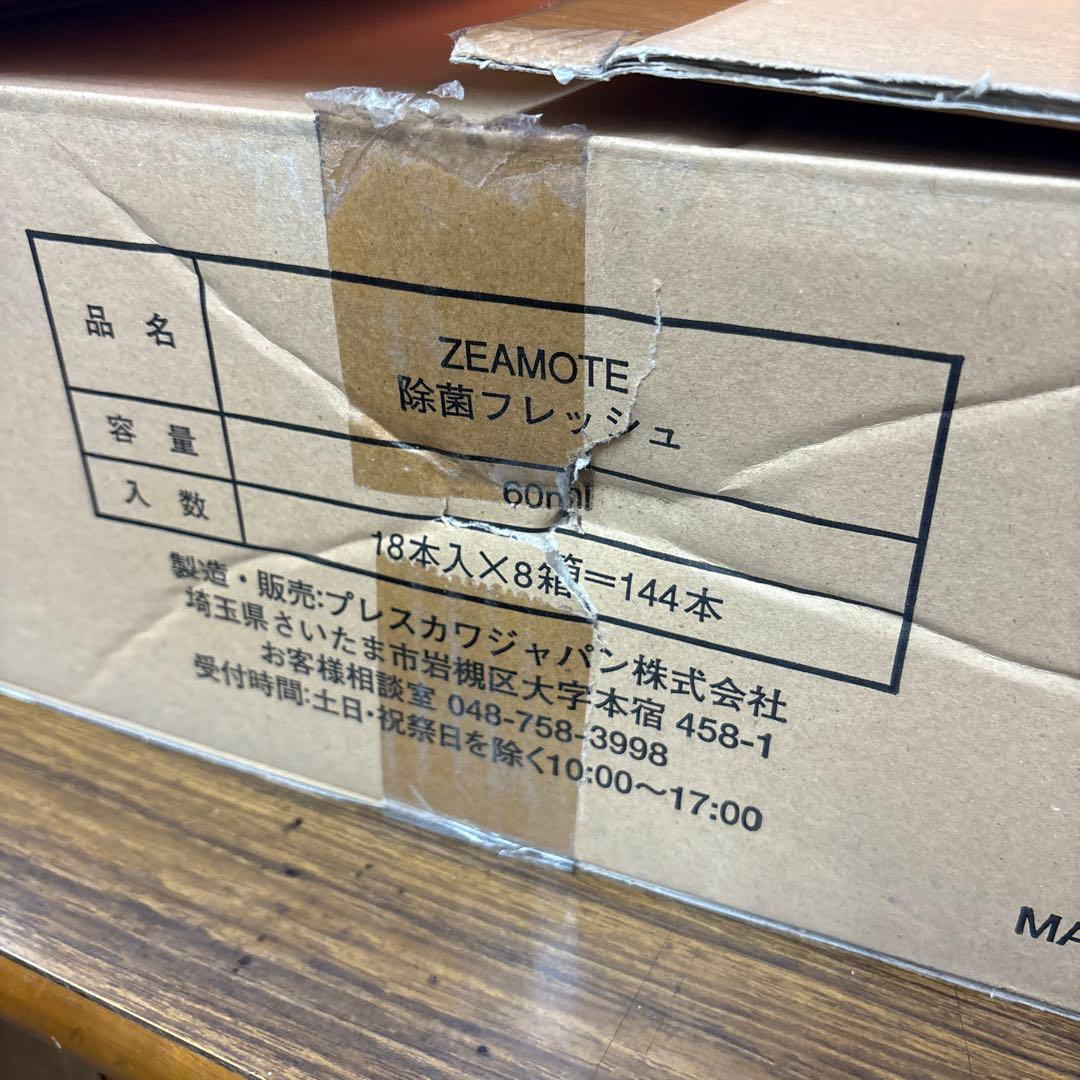 品名 ZEAMOTE
除菌フレッシュ
容量 60ml
入数 18本入×8箱=144本
製造・販売:プレスカワジャパン株式会社
埼玉県さいたま市岩槻区大字本宿 458-1
お客様相談室 048-758-3998
受付時間:土日・祝祭日を除く10:00〜17:00
MA